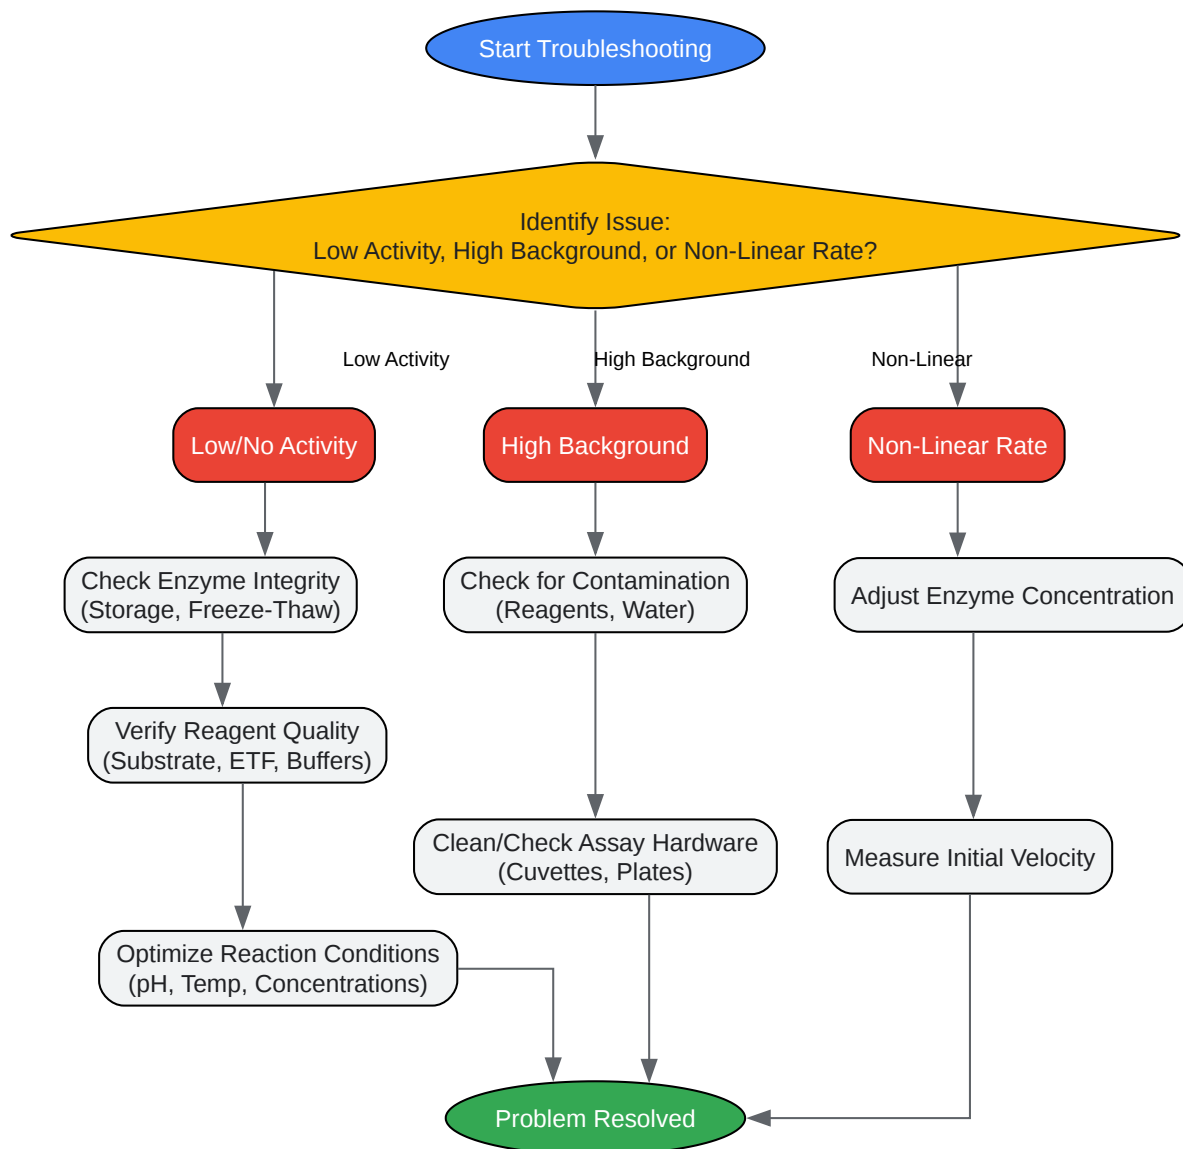 Start Troubleshooting
Identify Issue:
Low Activity, High Background, or Non-Linear Rate?
Low Activity
High Background
Non-Linear
Low/No Activity
High Background
Non-Linear Rate
Check Enzyme Integrity
(Storage, Freeze-Thaw)
Check for Contamination
(Reagents, Water)
Adjust Enzyme Concentration
Verify Reagent Quality
(Substrate, ETF, Buffers)
Clean/Check Assay Hardware
(Cuvettes, Plates)
Measure Initial Velocity
Optimize Reaction Conditions
(pH, Temp, Concentrations)
Problem Resolved